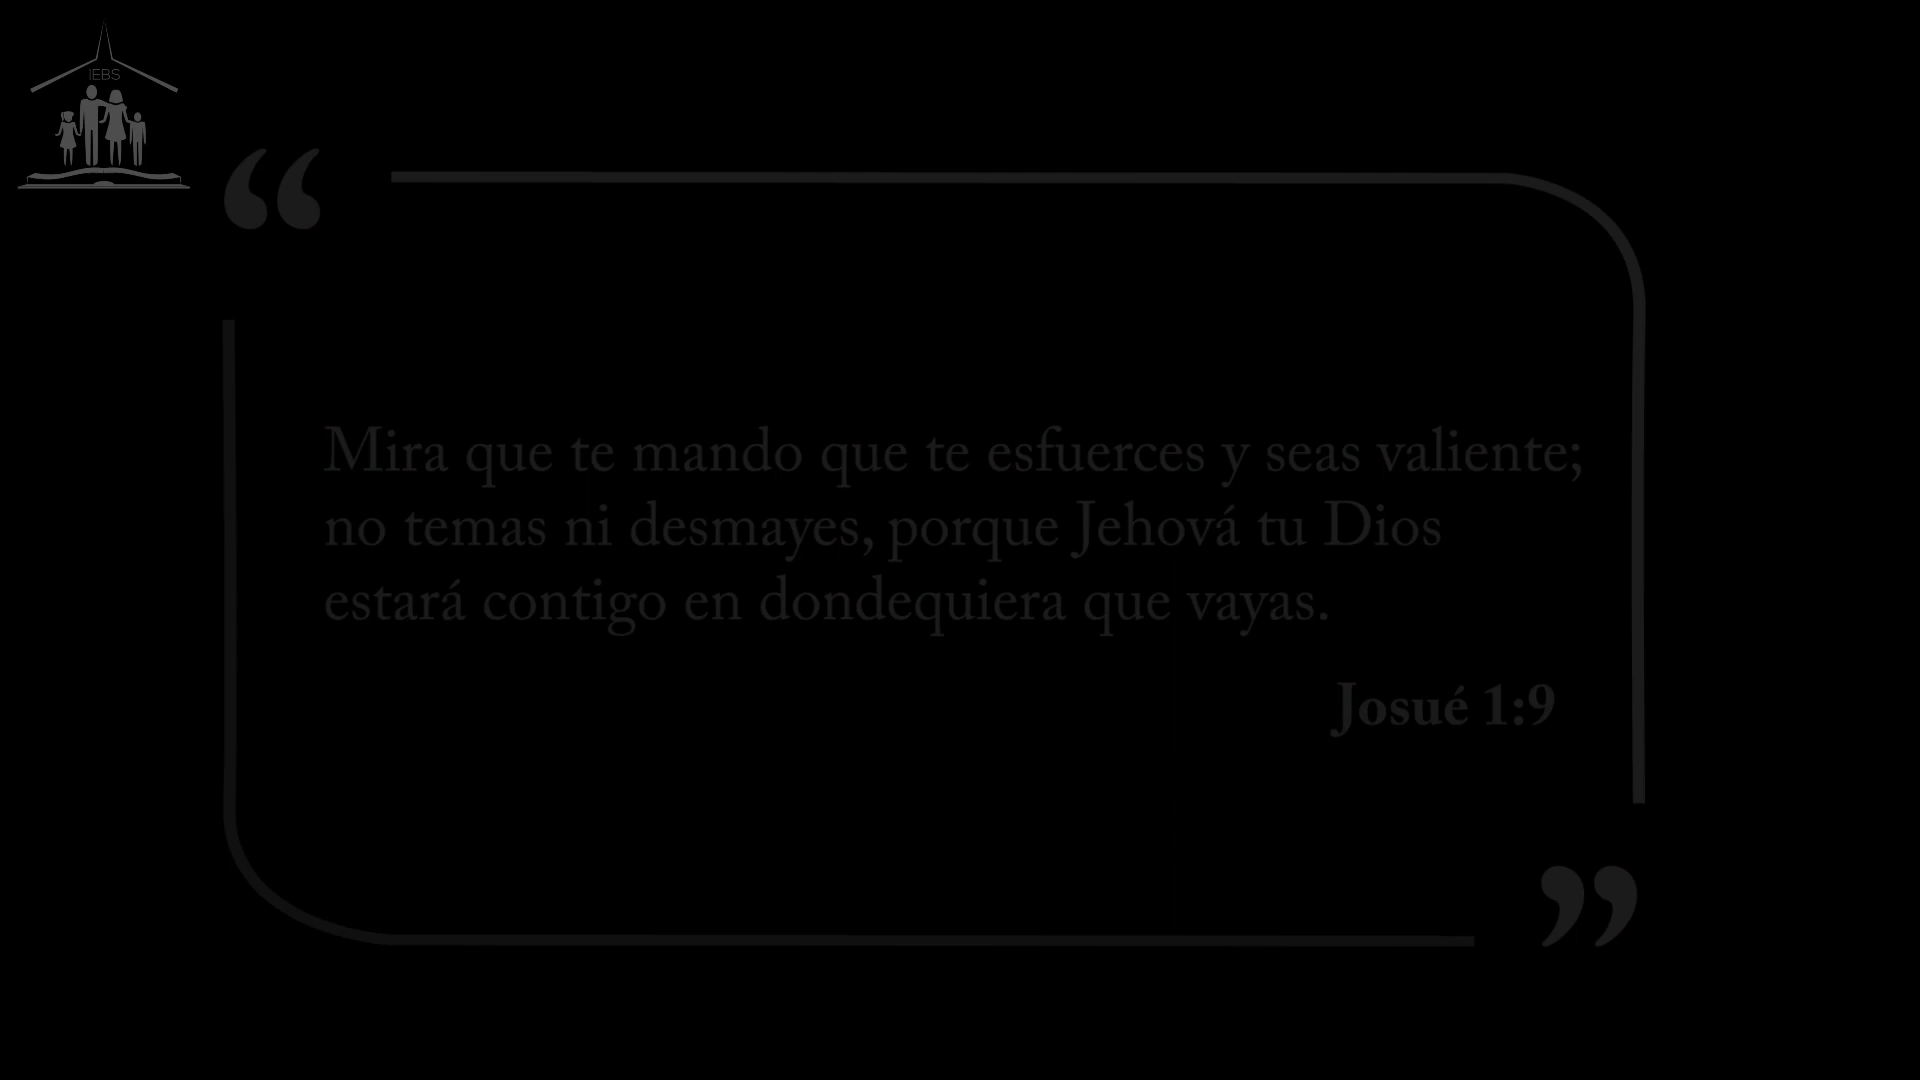 IEBS
“
Mira que te mando que te esfuerces y seas valiente;
no temas ni desmayes, porque Jehová tu Dios
estará contigo en dondequiera que vayas.
Josué 1:9
”